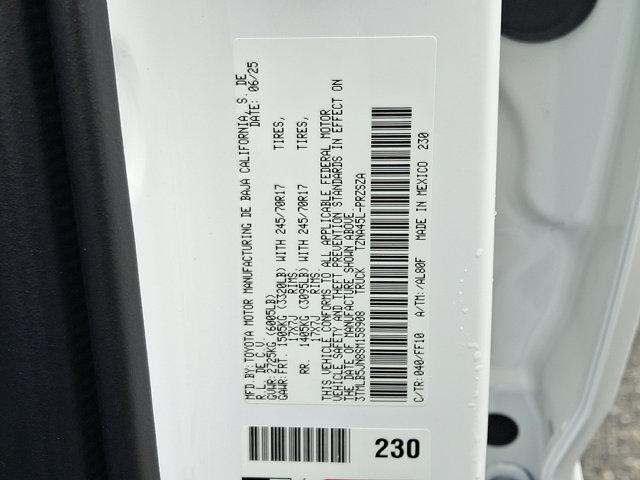 MFD. BY: TOYOTA MOTOR MANUFACTURING DE BAJA CALIFORNIA, S. DE
R. L. DE C.V. DATE: 06/25
GVWR: 2725KG (6005LB)
GAWR: FRT. 1505KG (3320LB) WITH 245/70R17 TIRES,
17X7J RIMS.
RR. 1405KG (3095LB) WITH 245/70R17 TIRES,
17X7J RIMS.
THIS VEHICLE CONFORMS TO ALL APPLICABLE FEDERAL MOTOR
VEHICLE SAFETY AND THEFT PREVENTION STANDARDS IN EFFECT ON
THE DATE OF MANUFACTURE SHOWN ABOVE.
3TMLB5JN8SM158908 TRUCK TZNA45L-PRZSZA
C/TR: 040/FF10 A/TM: /AL80F MADE IN MEXICO 230
230